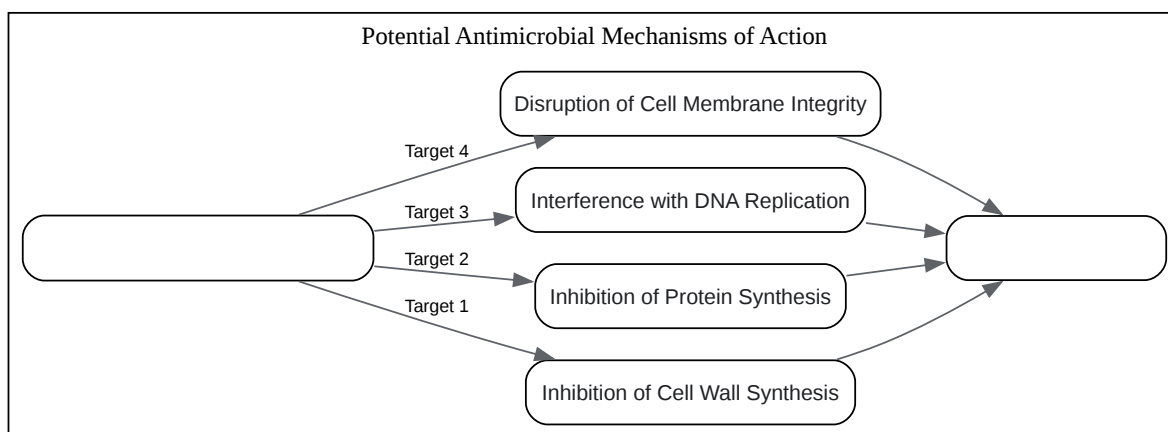 Potential Antimicrobial Mechanisms of Action
Disruption of Cell Membrane Integrity
Target 4
Interference with DNA Replication
Target 3
Target 2
Inhibition of Protein Synthesis
Target 1
Inhibition of Cell Wall Synthesis